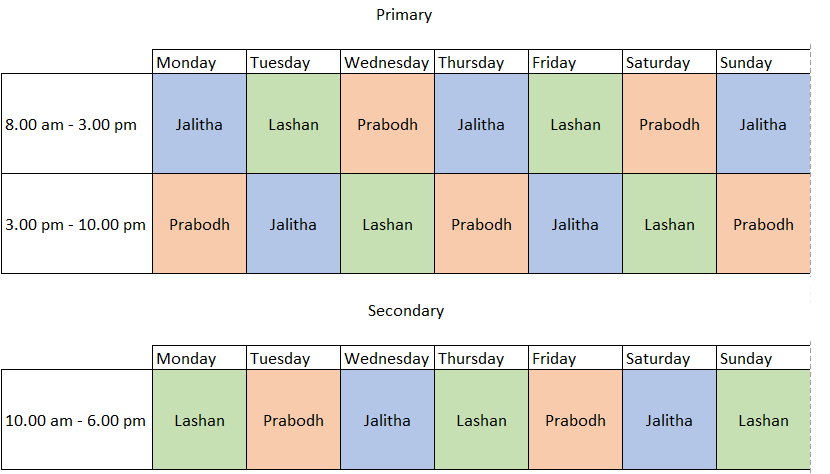 Primary
Monday Tuesday Wednesday Thursday Friday Saturday Sunday
8.00 am - 3.00 pm Jalitha Lashan Prabodh Jalitha Lashan Prabodh Jalitha
3.00 pm - 10.00 pm Prabodh Jalitha Lashan Prabodh Jalitha Lashan Prabodh
Secondary
Monday Tuesday Wednesday Thursday Friday Saturday Sunday
10.00 am - 6.00 pm Lashan Prabodh Jalitha Lashan Prabodh Jalitha Lashan